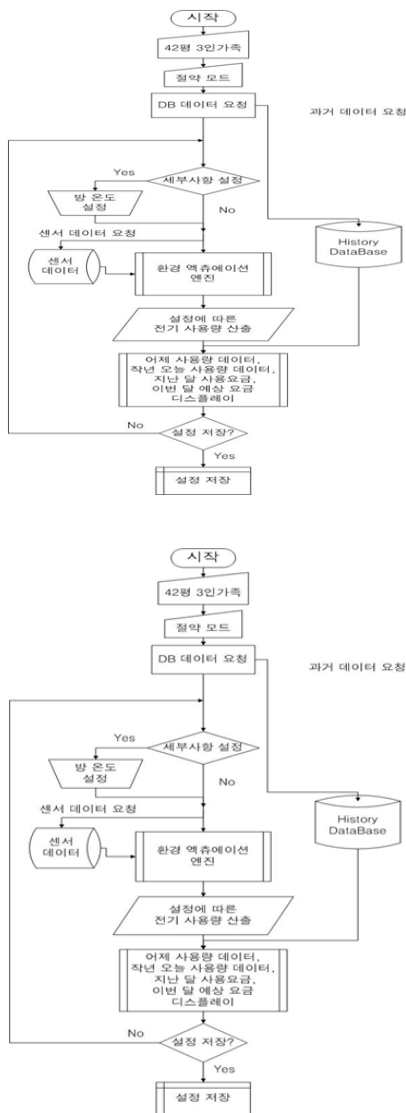 시작
42평 3인가족
절약 모드
DB 데이터 요청
과거 데이터 요청
Yes
세부사항 설정
방 온도
설정
No
센서 데이터 요청
History
DataBase
센서
데이터
환경 엑츄에이션
엔진
설정에 따른
전기 사용량 산출
어제 사용량 데이터,
작년 오늘 사용량 데이터,
지난 달 사용요금,
이번 달 예상 요금
디스플레이
No
설정 저장?
Yes
설정 저장
시작
42평 3인가족
절약 모드
DB 데이터 요청
과거 데이터 요청
Yes
세부사항 설정
방 온도
설정
No
센서 데이터 요청
History
DataBase
센서
데이터
환경 엑츄에이션
엔진
설정에 따른
전기 사용량 산출
어제 사용량 데이터,
작년 오늘 사용량 데이터,
지난 달 사용요금,
이번 달 예상 요금
디스플레이
No
설정 저장?
Yes
설정 저장